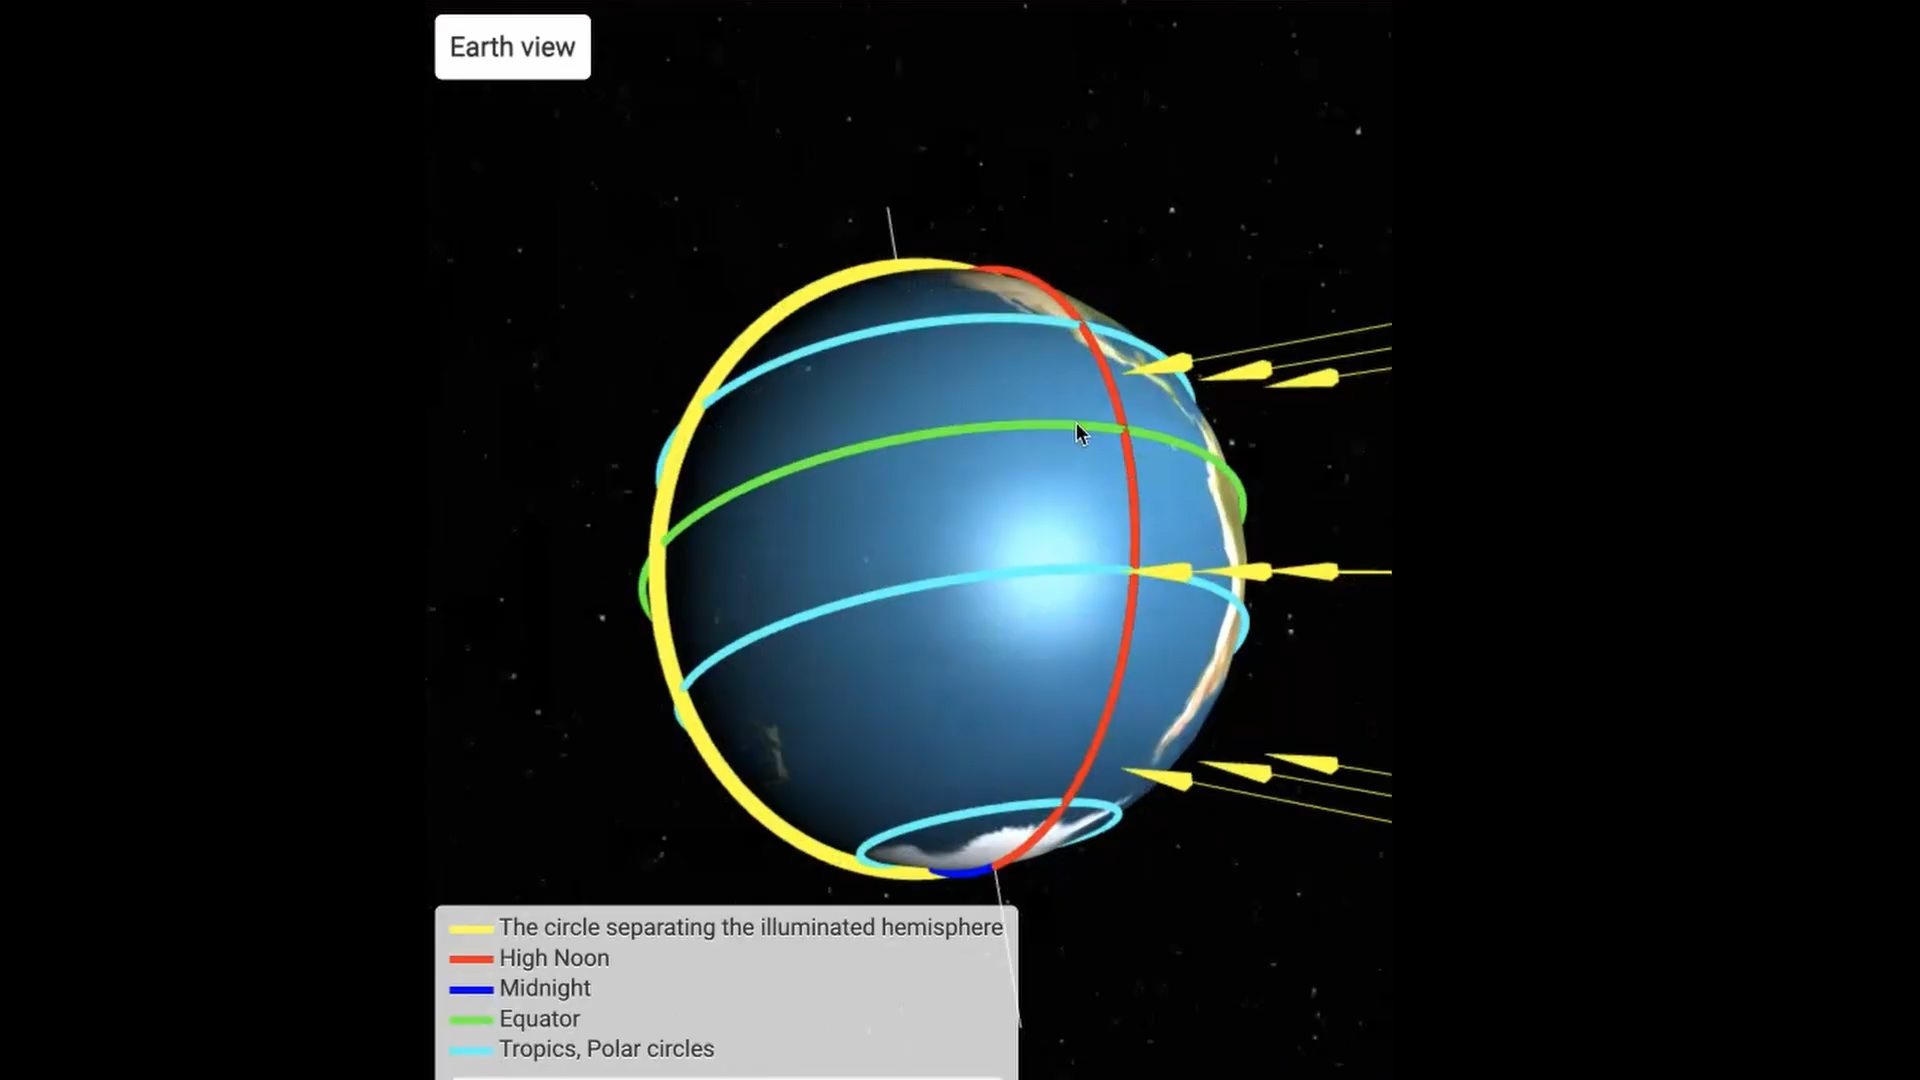 Earth view
The circle separating the illuminated hemisphere
High Noon
Midnight
Equator
Tropics, Polar circles